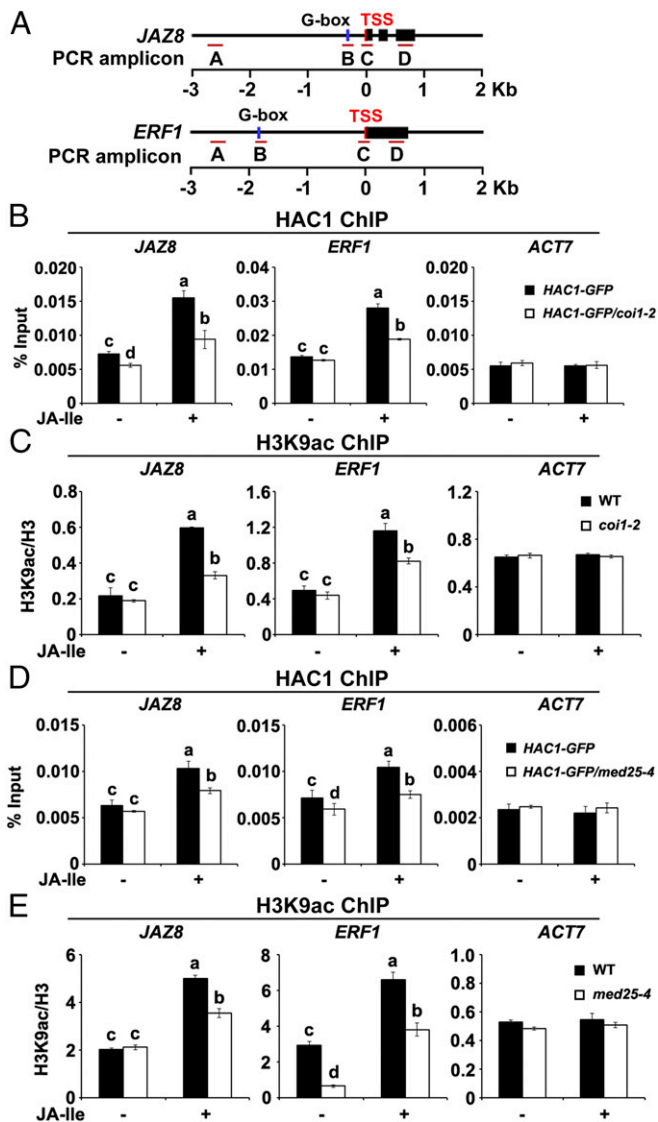 A
G-box TSS
JAZ8
PCR amplicon A B C D
-3 -2 -1 0 1 2 Kb
G-box TSS
ERF1
PCR amplicon A B C D
-3 -2 -1 0 1 2 Kb
B
HAC1 ChIP
JAZ8 ERF1 ACT7
% Input
0.020 0.015 0.010 0.005 0
c d a b
0.04 0.03 0.02 0.01 0
c c a b
0.020 0.015 0.010 0.005 0
HAC1-GFP
HAC1-GFP/coi1-2
JA-Ile - + - + - +
C
H3K9ac ChIP
JAZ8 ERF1 ACT7
H3K9ac/H3
0.8 0.6 0.4 0.2 0
c c a b
1.6 1.2 0.8 0.4 0
c c a b
1.2 0.9 0.6 0.3 0
WT
coi1-2
JA-Ile - + - + - +
D
HAC1 ChIP
JAZ8 ERF1 ACT7
% Input
0.015 0.010 0.005 0
c c a b
0.015 0.010 0.005 0
c d a b
0.006 0.004 0.002 0
HAC1-GFP
HAC1-GFP/med25-4
JA-Ile - + - + - +
E
H3K9ac ChIP
JAZ8 ERF1 ACT7
H3K9ac/H3
6 4 2 0
c c a b
8 6 4 2 0
c d a b
1.0 0.8 0.6 0.4 0.2 0
WT
med25-4
JA-Ile - + - + - +